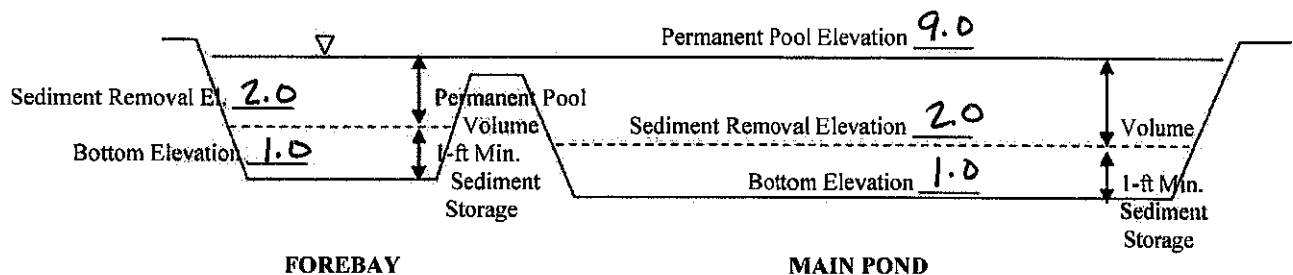 Permanent Pool Elevation 9.0
Sediment Removal El. 2.0
Permanent Pool
Volume
Sediment Removal Elevation 2.0
Volume
Bottom Elevation 1.0
1-ft Min.
Sediment
Storage
Bottom Elevation 1.0
1-ft Min.
Sediment
Storage
FOREBAY
MAIN POND